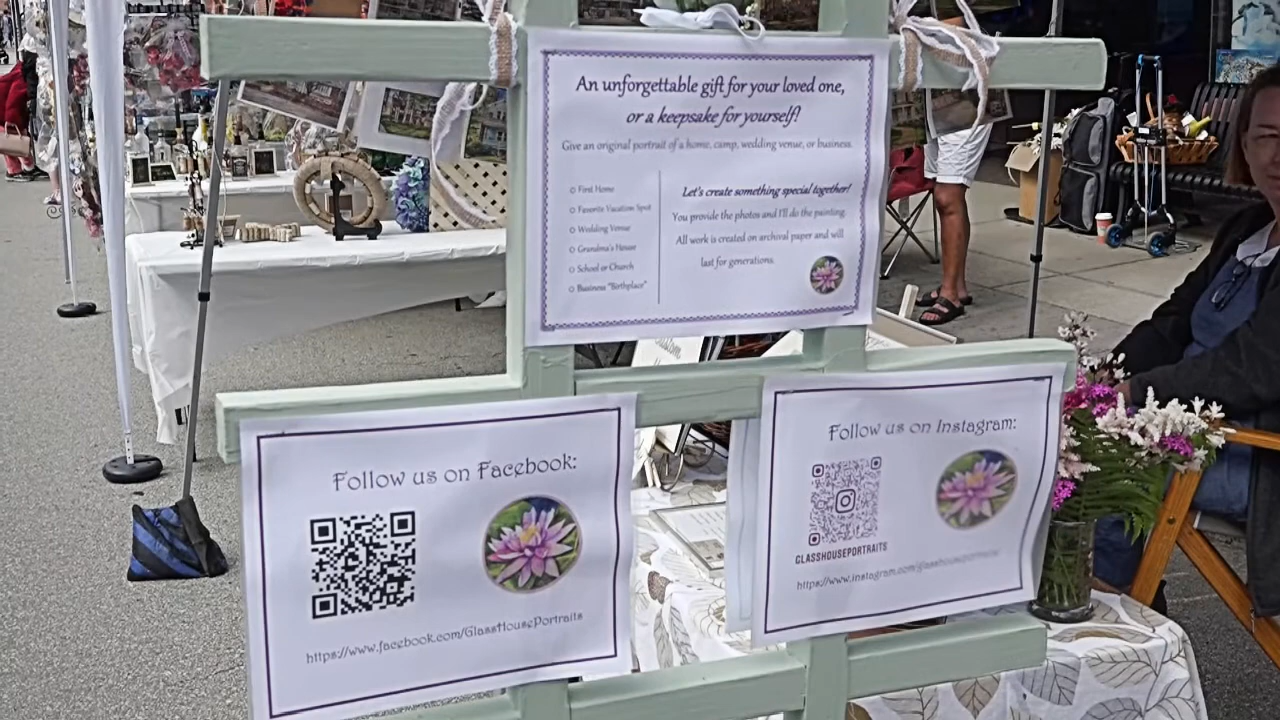 An unforgettable gift for your loved one,
or a keepsake for yourself!
Give an original portrait of a home, camp, wedding venue, or business.
o First Home
o Favorite Vacation Spot
o Wedding Venue
o Grandma's House
o School or Church
o Business "Birthplace"
Let's create something special together!
You provide the photos and I'll do the painting.
All work is created on archival paper and will
last for generations.
Follow us on Facebook:
https://www.facebook.com/GlassHousePortraits
Follow us on Instagram:
GLASSHOUSEPORTRAITS
https://www.instagram.com/glasshouseportraits